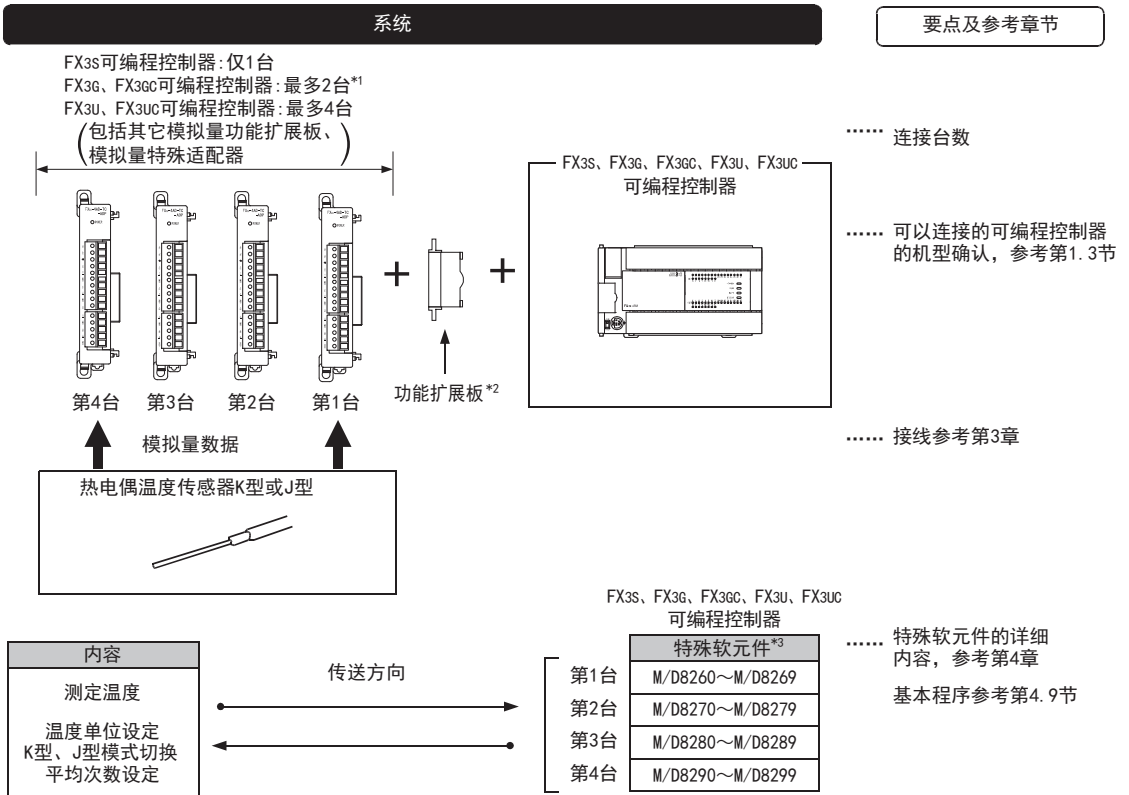 系统
要点及参考章节
FX3S可编程控制器:仅1台
FX3G、FX3GC可编程控制器:最多2台*1
FX3U、FX3UC可编程控制器:最多4台
(包括其它模拟量功能扩展板、
模拟量特殊适配器)
…… 连接台数
FX3S、FX3G、FX3GC、FX3U、FX3UC
可编程控制器
…… 可以连接的可编程控制器
的机型确认，参考第1.3节
+
+
第4台
第3台
第2台
第1台
功能扩展板*2
模拟量数据
…… 接线参考第3章
热电偶温度传感器K型或J型
FX3S、FX3G、FX3GC、FX3U、FX3UC
可编程控制器
内容
传送方向
特殊软元件*3
…… 特殊软元件的详细
内容，参考第4章
基本程序参考第4.9节
测定温度
温度单位设定
K型、J型模式切换
平均次数设定
第1台 M/D8260～M/D8269
第2台 M/D8270～M/D8279
第3台 M/D8280～M/D8289
第4台 M/D8290～M/D8299